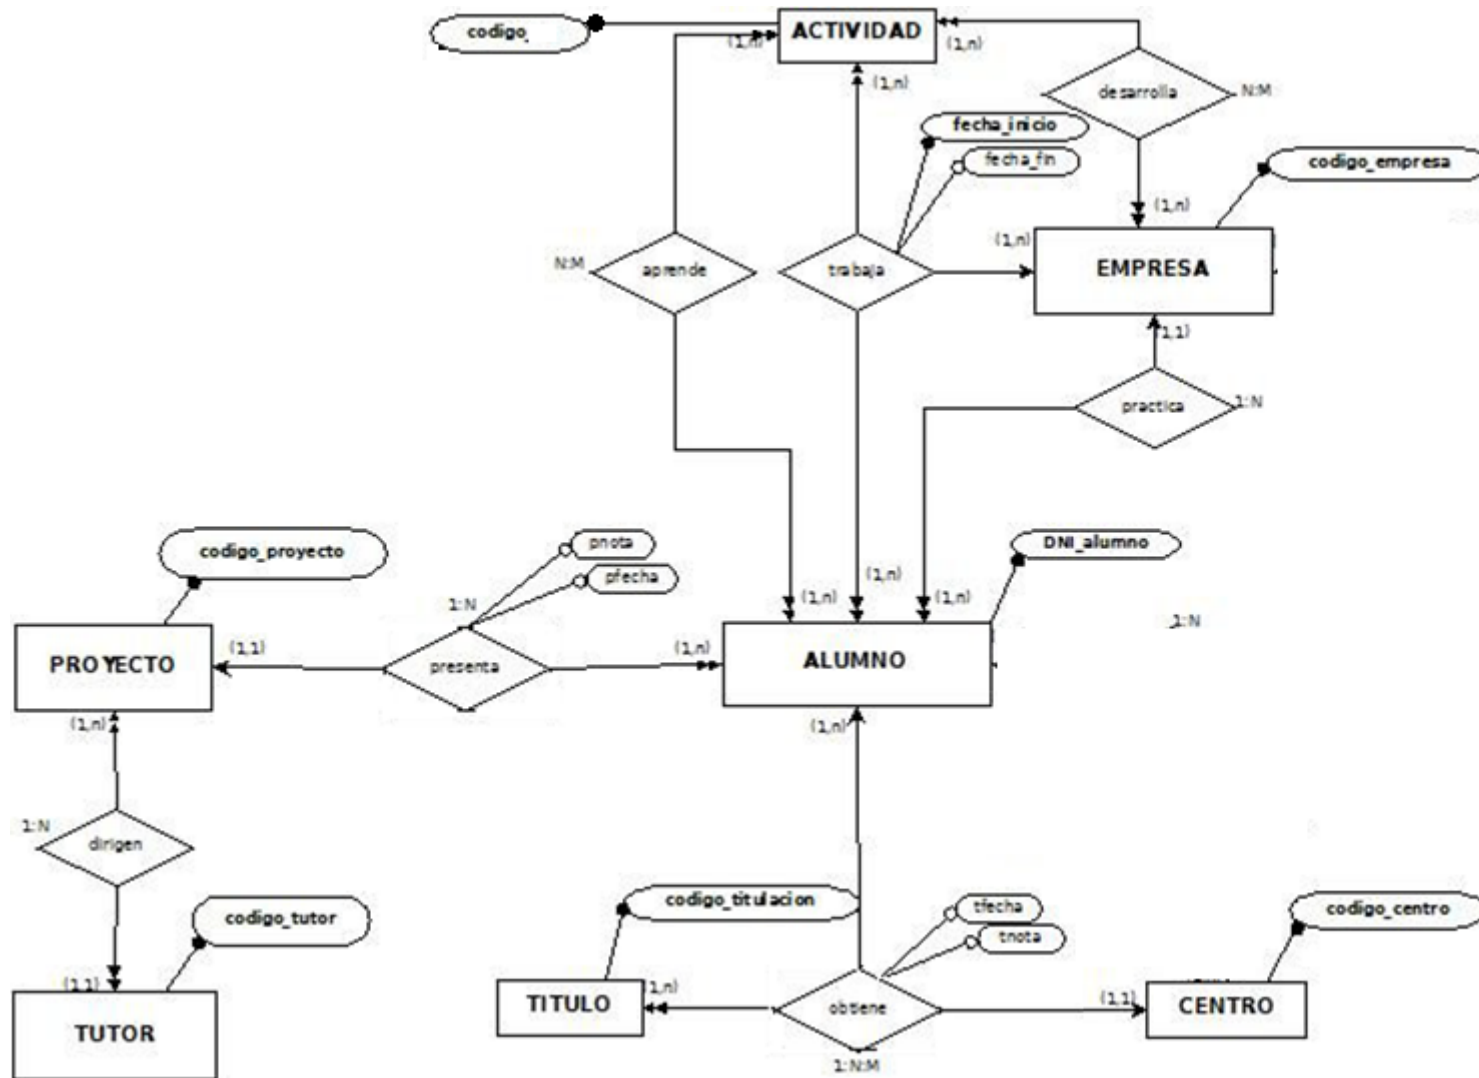 codigo_
ACTIVIDAD
(1,n)
(1,n)
(1,n)
desarrolla
N:M
fecha_inicio
fecha_fin
codigo_empresa
(1,n)
(1,n)
N:M
aprende
trabaja
EMPRESA
(1,1)
practica
1:N
codigo_proyecto
pnota
pfecha
DNI_alumno
(1,n)
(1,n)
(1,n)
1:N
1:N
PROYECTO
(1,1)
presenta
(1,n)
ALUMNO
(1,n)
(1,n)
1:N
dirigen
codigo_titulacion
tfecha
codigo_centro
codigo_tutor
tnota
(1,1)
(1,n)
(1,1)
TITULO
obtiene
CENTRO
TUTOR
1:N:M